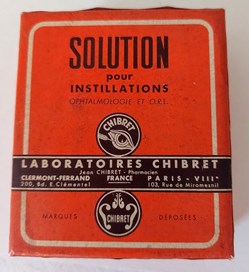 SOLUTION
pour
INSTILLATIONS
OPHTALMOLOGIE ET O.R.L.
CHIBRET
LABORATOIRES CHIBRET
Jean CHIBRET - Pharmacien
CLERMONT-FERRAND FRANCE PARIS - VIIIe
200, Bd. E. Clémentel 103, Rue de Miromesnil
MARQUES DÉPOSÉES
CHIBRET